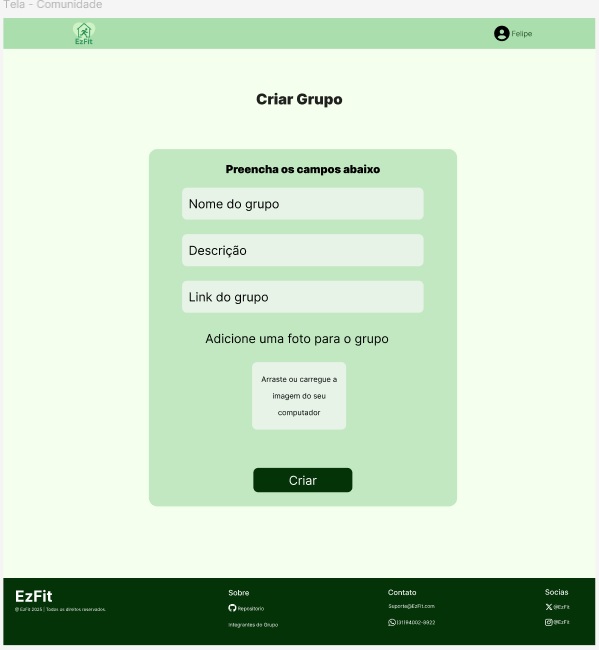 Tela - Comunidade
EzFit
Felipe
Criar Grupo
Preencha os campos abaixo
Nome do grupo
Descrição
Link do grupo
Adicione uma foto para o grupo
Arraste ou carregue a
imagem do seu
computador
Criar
EzFit
@ EzFit 2025 | Todos os direitos reservados.
Sobre
Repositorio
Integrantes do Grupo
Contato
Suporte@EzFit.com
(31)94002-8922
Socias
@EzFit
@EzFit